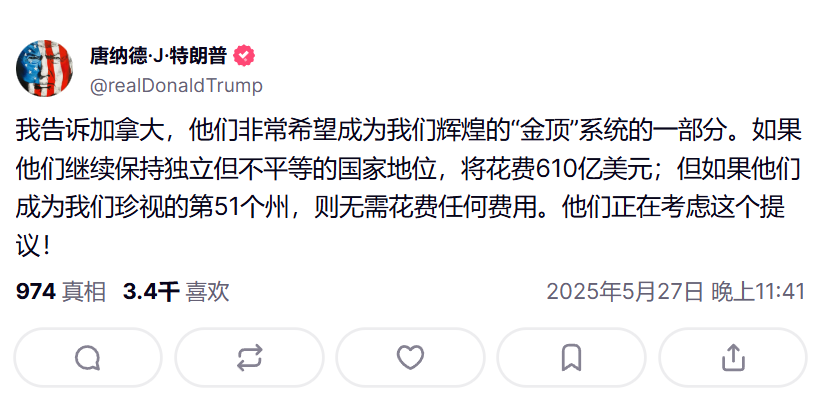 唐纳德·J·特朗普
@realDonaldTrump
我告诉加拿大，他们非常希望成为我们辉煌的“金顶”系统的一部分。如果
他们继续保持独立但不平等的国家地位，将花费610亿美元；但如果他们
成为我们珍视的第51个州，则无需花费任何费用。他们正在考虑这个提
议！
974 真相 3.4千 喜欢 2025年5月27日 晚上11:41